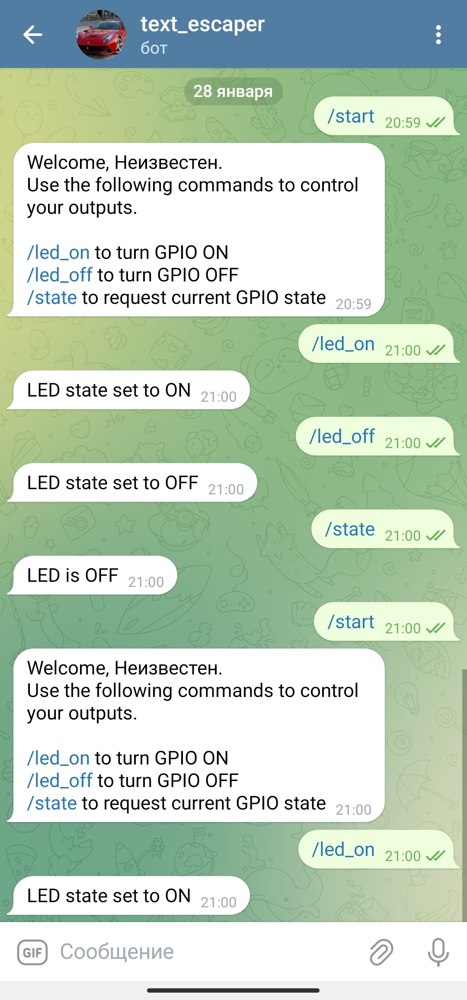 text_escaper
бот
28 января
/start 20:59
Welcome, Неизвестен.
Use the following commands to control
your outputs.
/led_on to turn GPIO ON
/led_off to turn GPIO OFF
/state to request current GPIO state 20:59
/led_on 21:00
LED state set to ON 21:00
/led_off 21:00
LED state set to OFF 21:00
/state 21:00
LED is OFF 21:00
/start 21:00
Welcome, Неизвестен.
Use the following commands to control
your outputs.
/led_on to turn GPIO ON
/led_off to turn GPIO OFF
/state to request current GPIO state 21:00
/led_on 21:00
LED state set to ON 21:00
GIF Сообщение